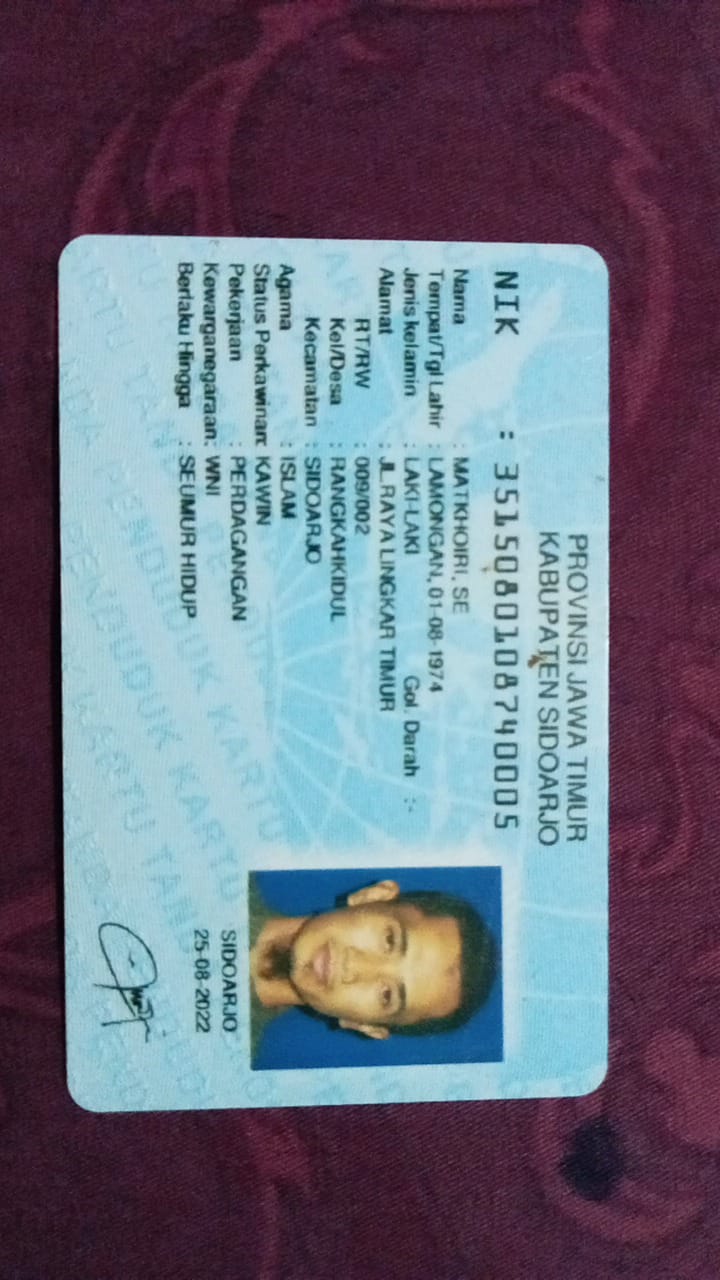 PROVINSI JAWA TIMUR
KABUPATEN SIDOARJO
NIK : 3515080108740005
Nama : MATKHOIRI, SE
Tempat/Tgl Lahir : LAMONGAN, 01-08-1974
Jenis kelamin : LAKI-LAKI Gol. Darah :-
Alamat : JL.RAYA LINGKAR TIMUR
RT/RW : 009/002
Kel/Desa : RANGKAHKIDUL
Kecamatan : SIDOARJO
Agama : ISLAM
Status Perkawinan: KAWIN
Pekerjaan : PERDAGANGAN
Kewarganegaraan: WNI
Berlaku Hingga : SEUMUR HIDUP
SIDOARJO
25-08-2022